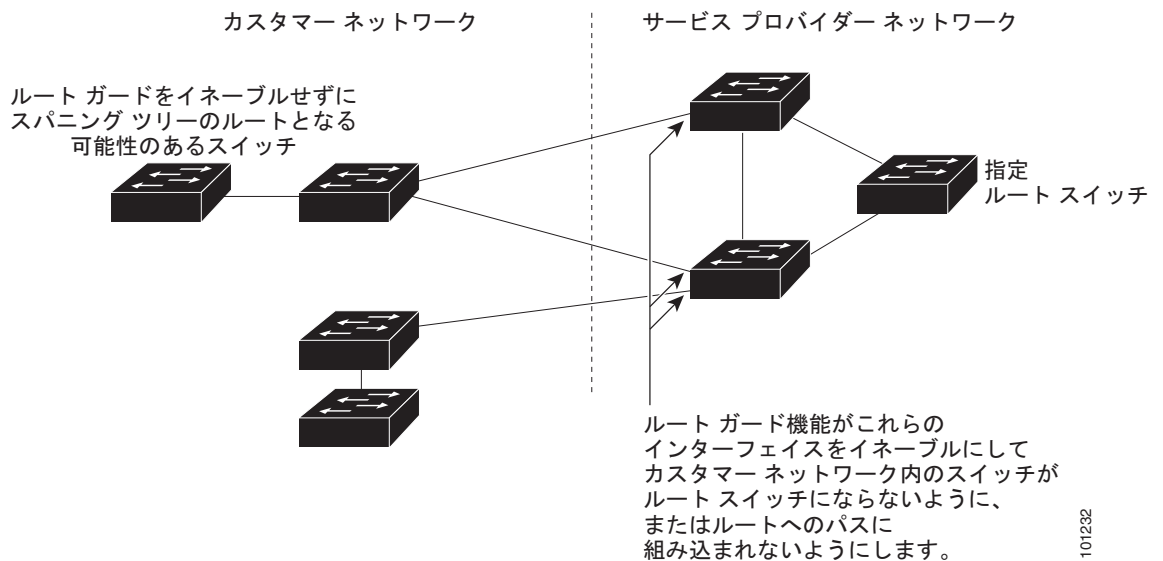 カスタマー ネットワーク
サービス プロバイダー ネットワーク
ルート ガードをイネーブルせずに
スパニング ツリーのルートとなる
可能性のあるスイッチ
指定
ルート スイッチ
ルート ガード機能がこれらの
インターフェイスをイネーブルにして
カスタマー ネットワーク内のスイッチが
ルート スイッチにならないように、
またはルートへのパスに
組み込まれないようにします。
101232